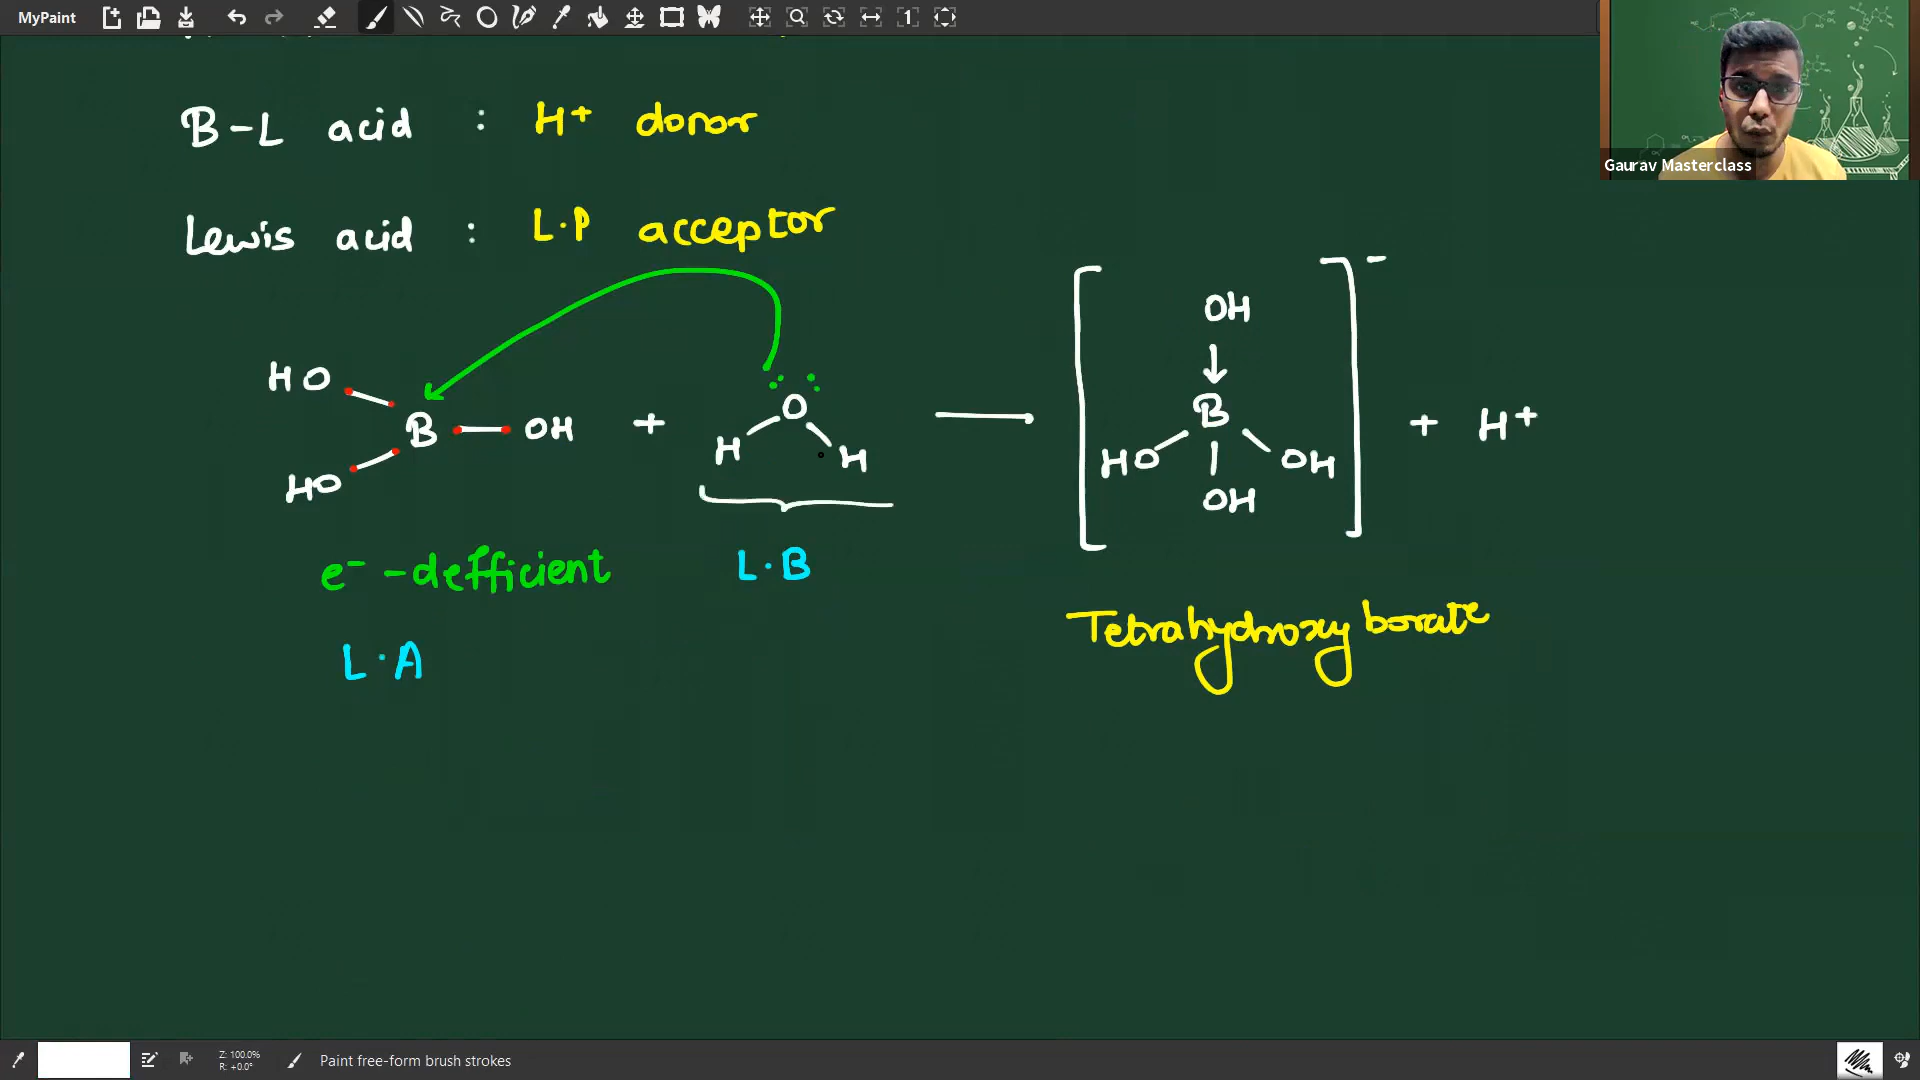 MyPaint
Gaurav Masterclass
B-L acid : H+ donor
Lewis acid : L.P acceptor
HO
B OH
HO
+
O
H H
OH
B
HO OH
OH
-
+ H+
e- -defficient
L.B
L.A
Tetrahydroxy borate
Z: 100.0%
R: +0.0°
Paint free-form brush strokes